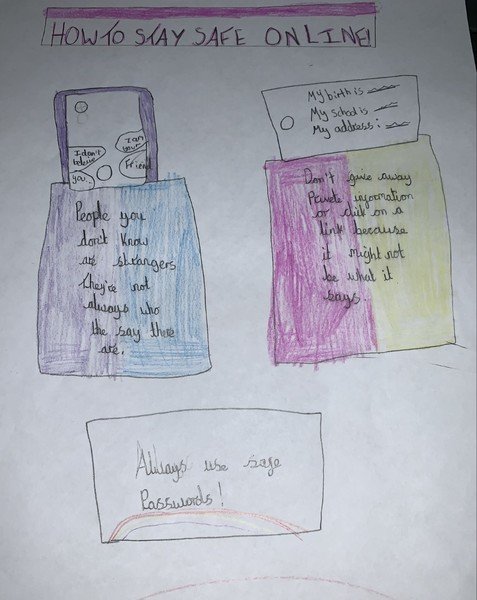 HOW TO STAY SAFE ONLINE!
I am
your
Friend
I don't
believe
you
People you
don't know
are strangers
they're not
always who
the say there
are.
My birth is
My school is
My address:
Don't give away
Private information
or click on a
link because
it might not
be what it
says.
Always use safe
Passwords!